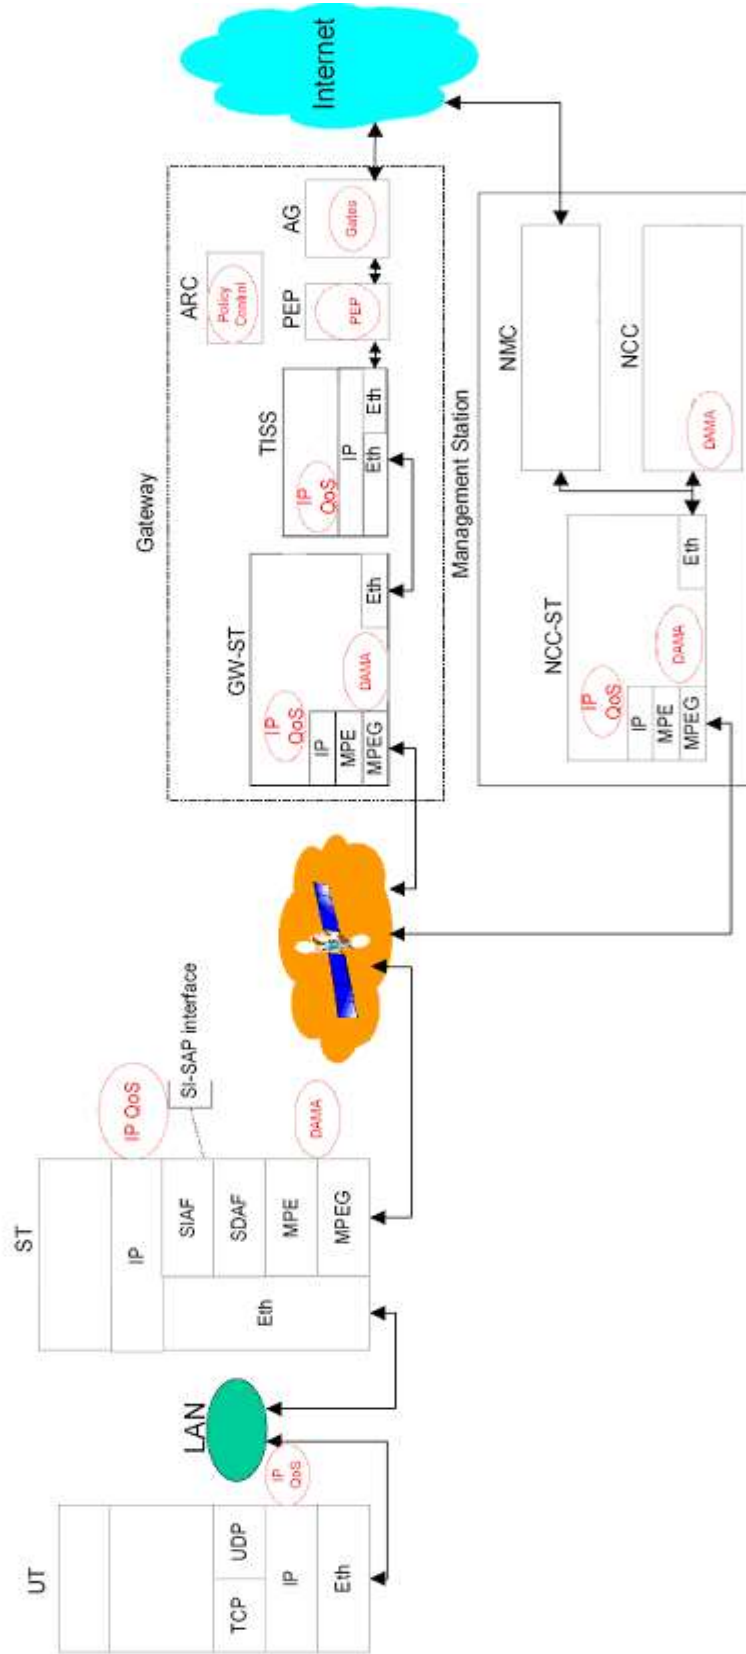 UT
TCP
UDP
IP
Eth
IP
QoS
LAN
ST
IP
SIAF
SDAF
MPE
MPEG
Eth
IP QoS
SI-SAP interface
DAMA
Gateway
GW-ST
IP
QoS
IP
MPE
MPEG
DAMA
Eth
TISS
IP
QoS
IP
Eth
Eth
ARC
Policy
Control
PEP
PEP
AG
Gates
Internet
Management Station
NCC-ST
IP
QoS
IP
MPE
MPEG
DAMA
Eth
NMC
NCC
DAMA